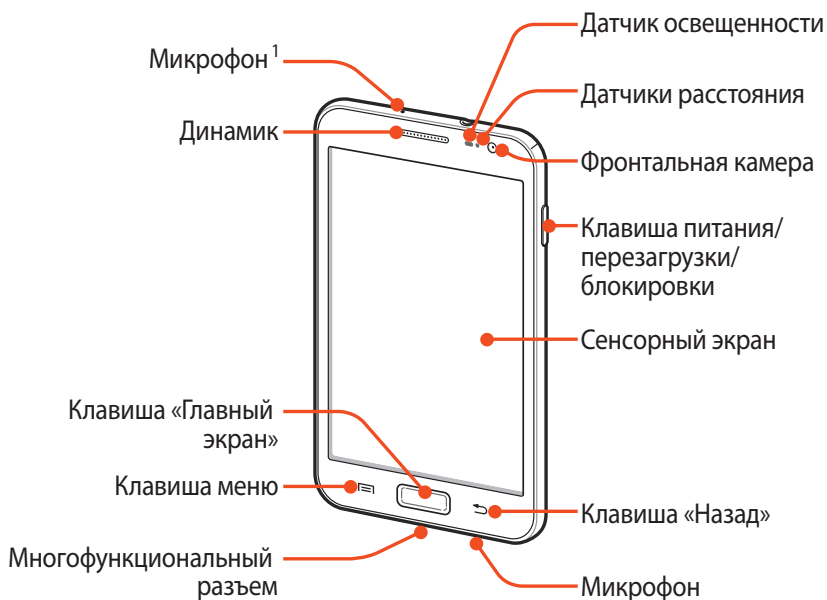 Микрофон 1
Динамик
Клавиша «Главный
экран»
Клавиша меню
Многофункциональный
разъем
Датчик освещенности
Датчики расстояния
Фронтальная камера
Клавиша питания/
перезагрузки/
блокировки
Сенсорный экран
Клавиша «Назад»
Микрофон